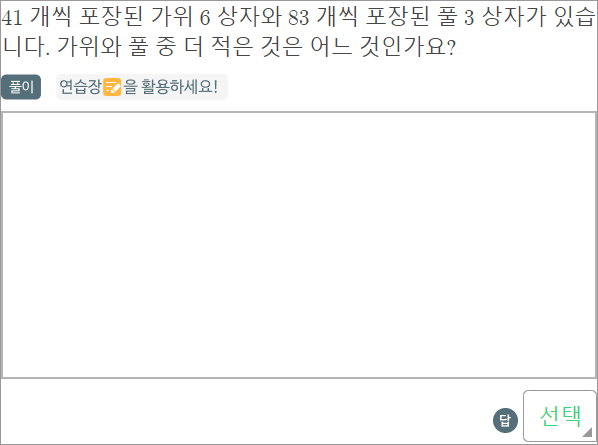 41 개씩 포장된 가위 6 상자와 83 개씩 포장된 풀 3 상자가 있습
니다. 가위와 풀 중 더 적은 것은 어느 것인가요?
풀이 연습장을 활용하세요!
답 선택